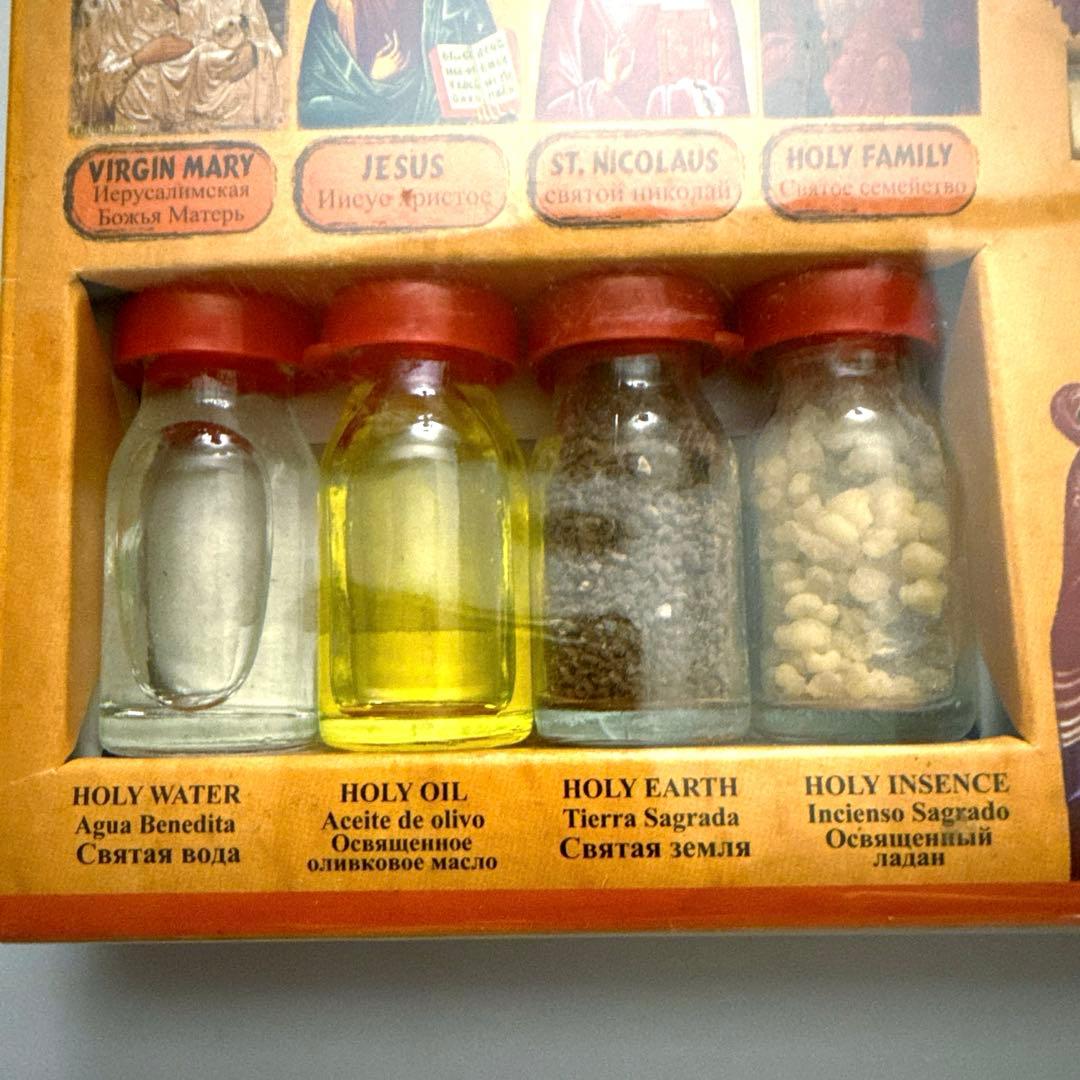 VIRGIN MARY
Иерусалимская
Божья Матерь
JESUS
Иисус Христос
ST. NICOLAUS
святой николай
HOLY FAMILY
Святое семейство
HOLY WATER
Agua Benedita
Святая вода
HOLY OIL
Aceite de olivo
Освященное
оливковое масло
HOLY EARTH
Tierra Sagrada
Святая земля
HOLY INSENCE
Incienso Sagrado
Освященный
ладан